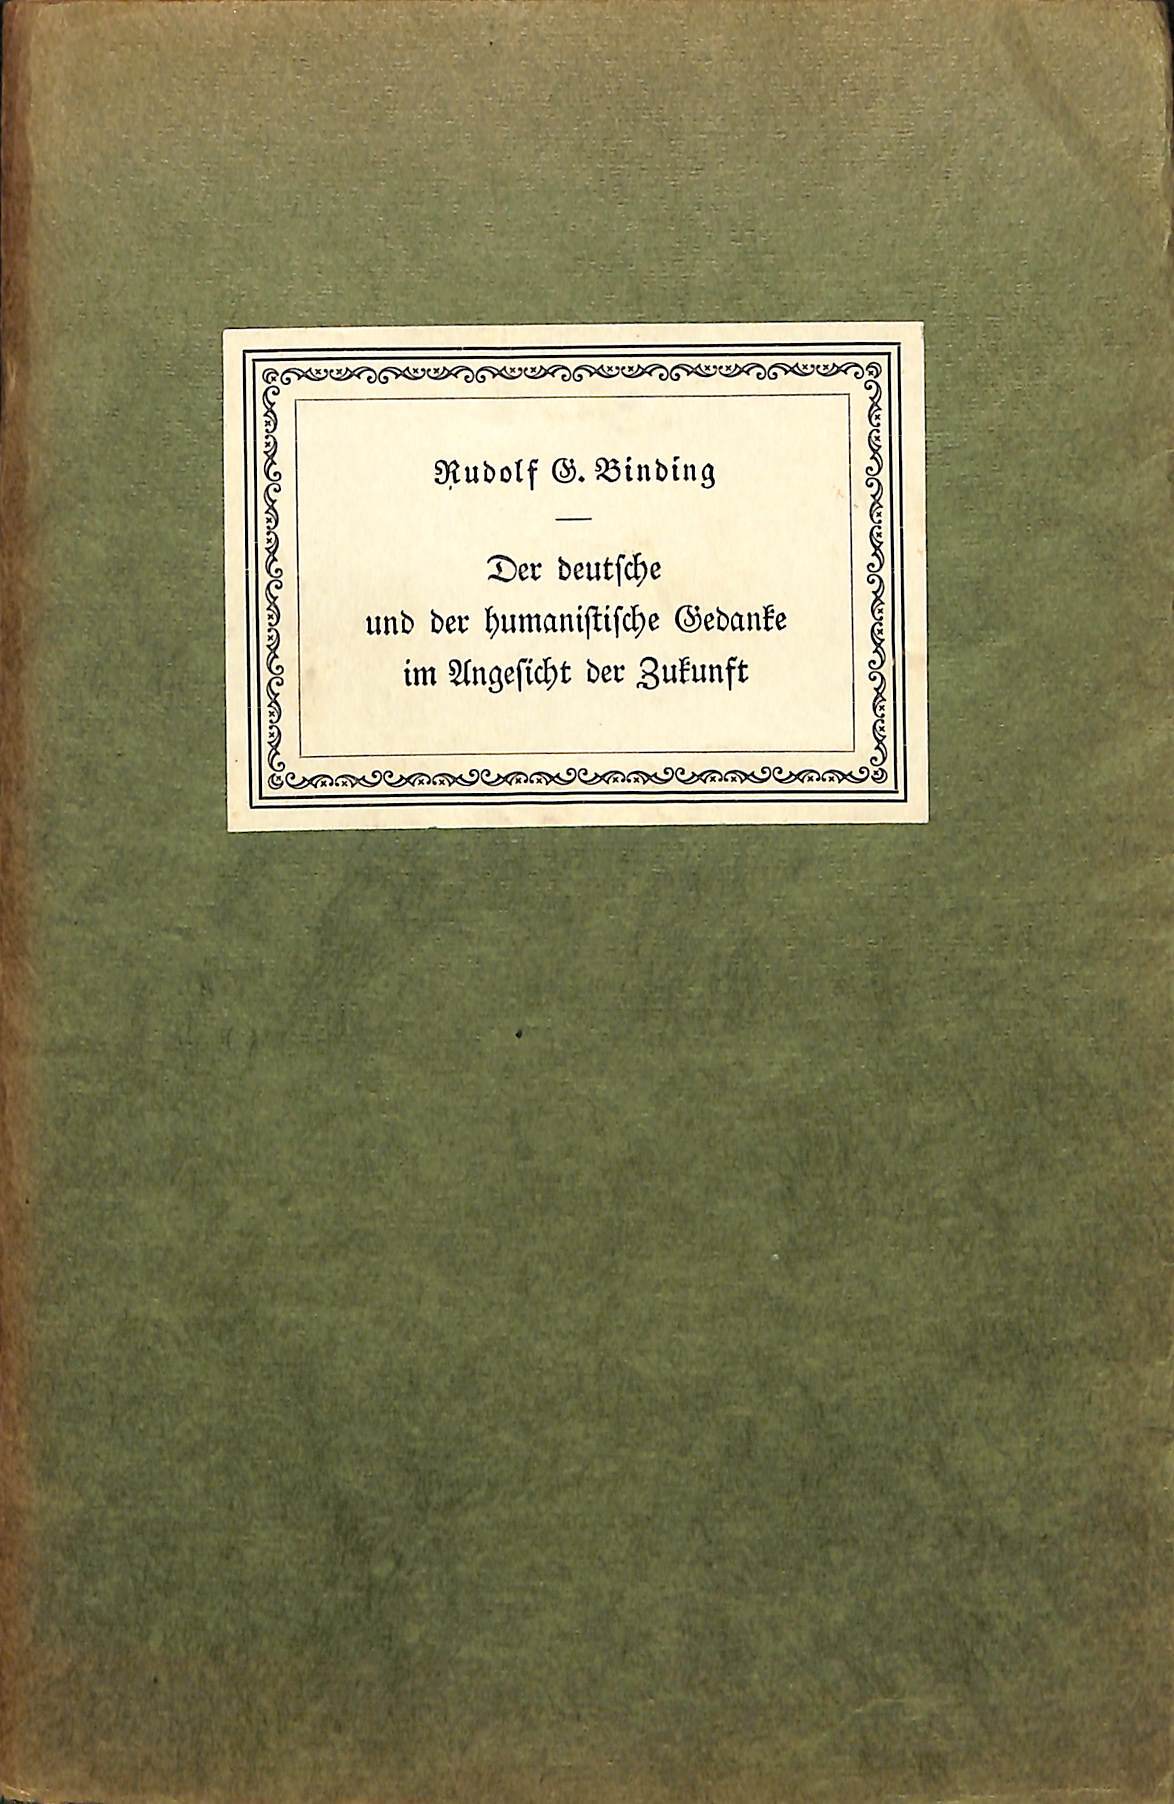 Rudolf G. Binding
Der deutſche
und der humaniſtiſche Gedanke
im Angeſicht der Zukunft